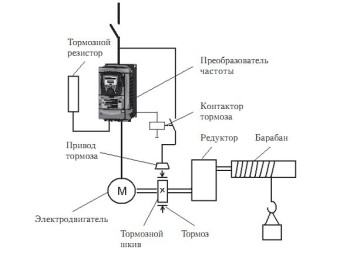 Тормозной
резистор
Преобразователь
частоты
Контактор
тормоза
Привод
тормоза
Редуктор
Барабан
М
×
Электродвигатель
Тормозной
шкив
Тормоз